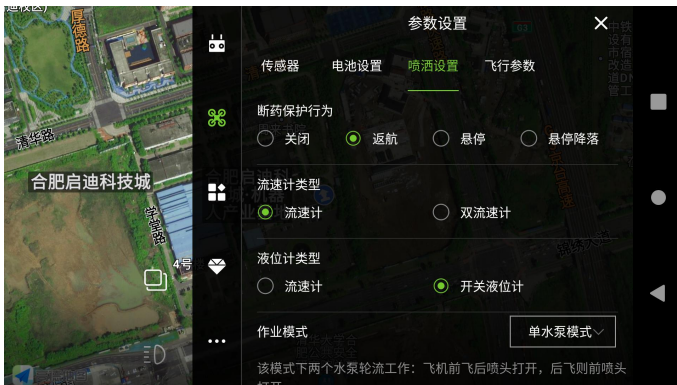 厚德路
清华路
合肥启迪科技城
学堂路
4号
参数设置
传感器 电池设置 喷洒设置 飞行参数
断药保护行为
关闭 返航 悬停 悬停降落
流速计类型
流速计 双流速计
液位计类型
流速计 开关液位计
作业模式 单水泵模式
该模式下两个水泵轮流工作：飞机前飞后喷头打开，后飞则前喷头
打开